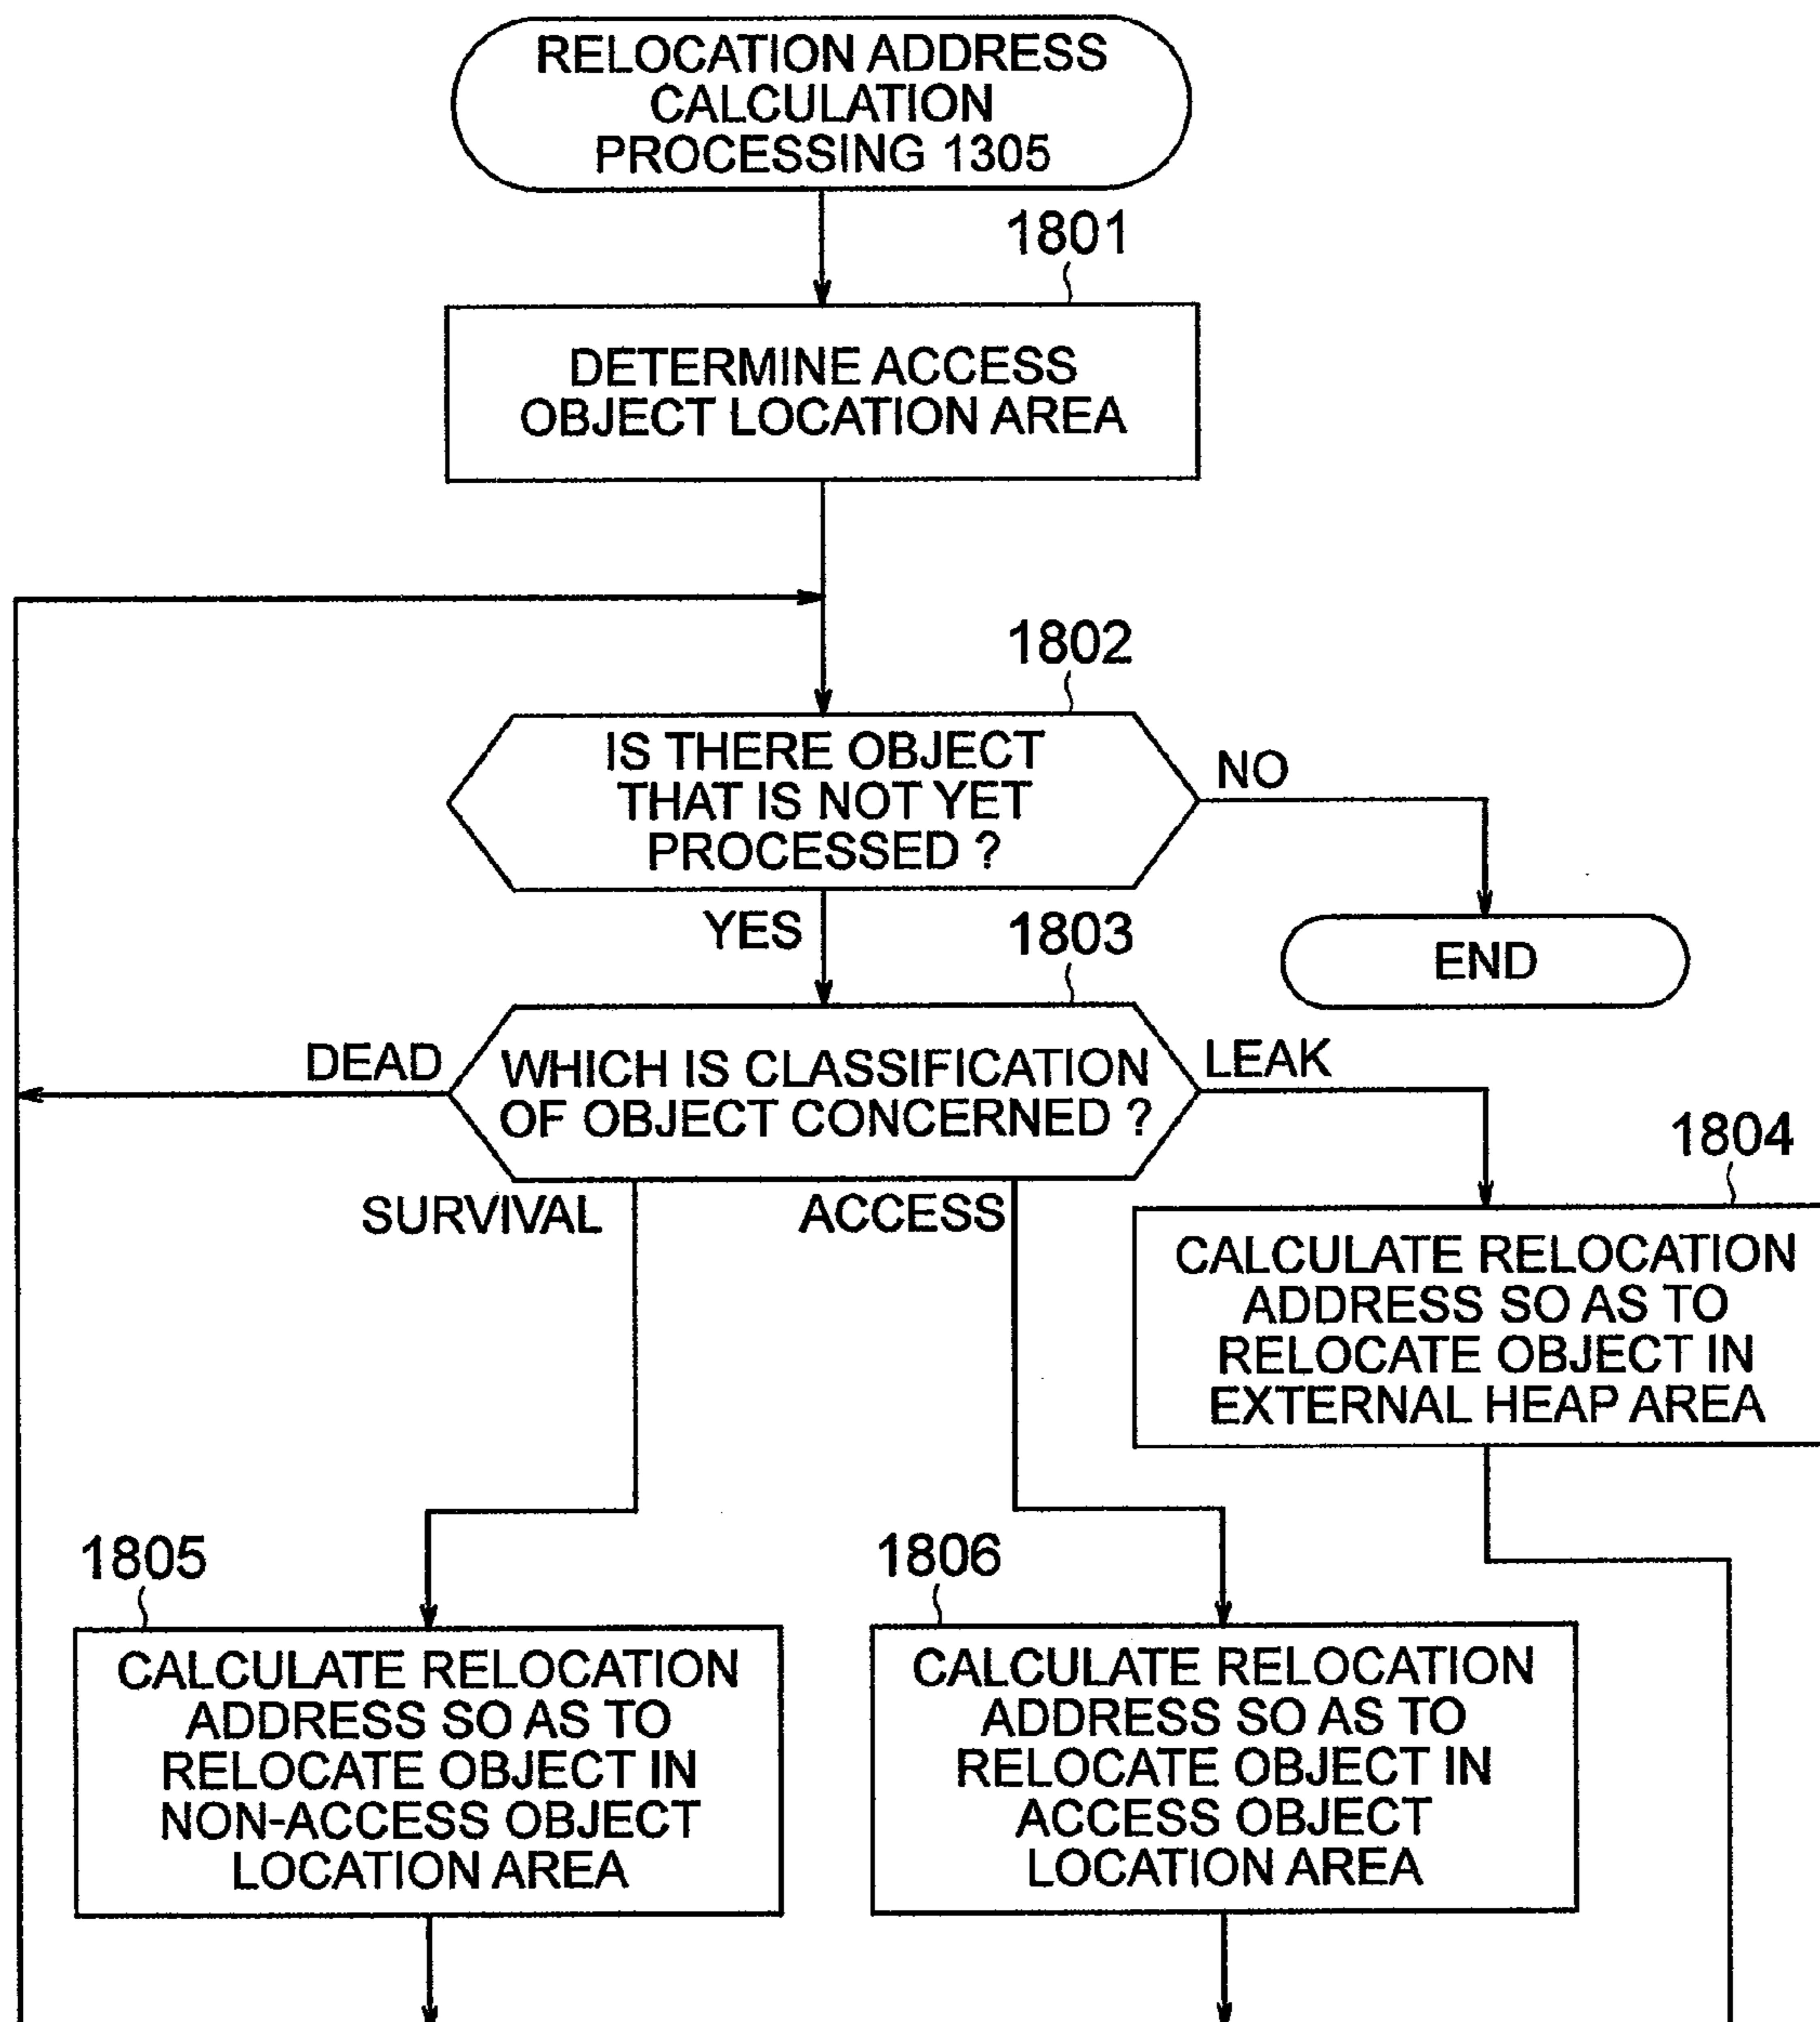 RELOCATION ADDRESS
CALCULATION
PROCESSING 1305
1801
DETERMINE ACCESS
OBJECT LOCATION AREA
1802
IS THERE OBJECT
THAT IS NOT YET
PROCESSED ?
NO
YES
END
1803
DEAD
WHICH IS CLASSIFICATION
OF OBJECT CONCERNED ?
LEAK
SURVIVAL
ACCESS
1804
CALCULATE RELOCATION
ADDRESS SO AS TO
RELOCATE OBJECT IN
EXTERNAL HEAP AREA
1805
CALCULATE RELOCATION
ADDRESS SO AS TO
RELOCATE OBJECT IN
NON-ACCESS OBJECT
LOCATION AREA
1806
CALCULATE RELOCATION
ADDRESS SO AS TO
RELOCATE OBJECT IN
ACCESS OBJECT
LOCATION AREA